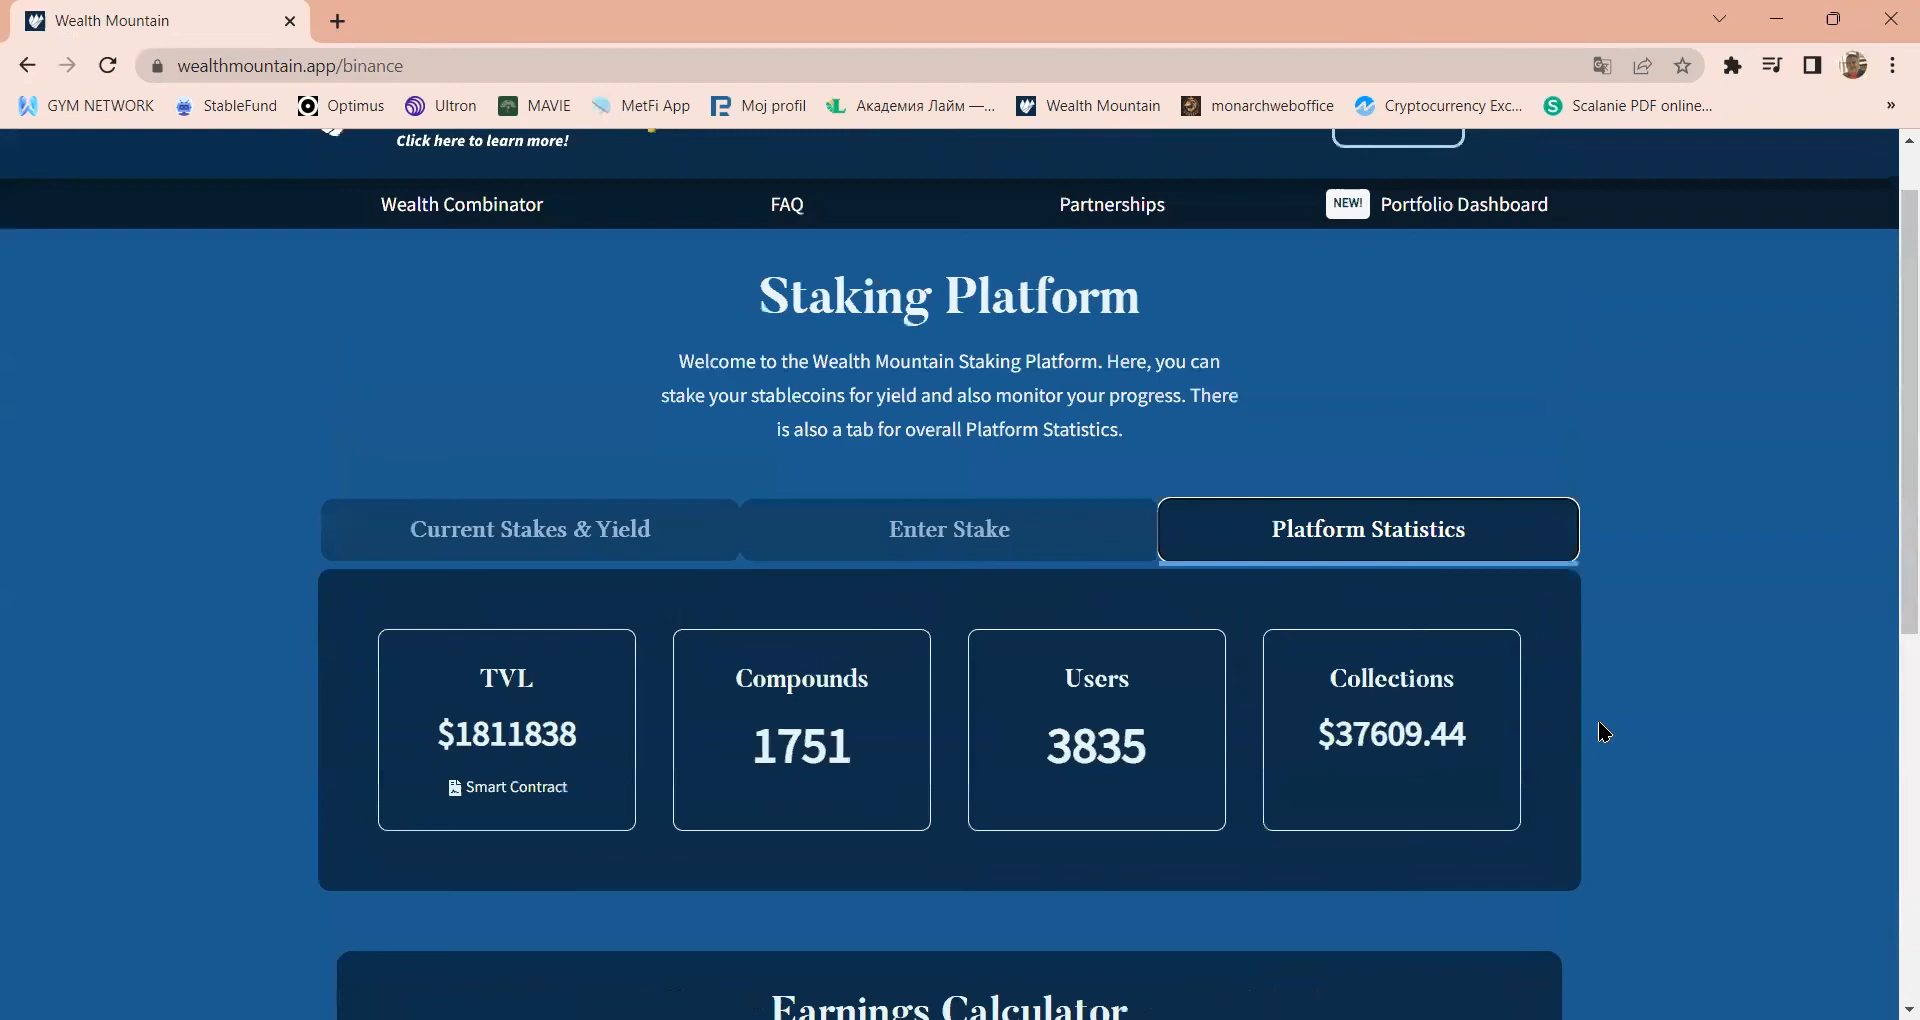 Wealth Mountain
wealthmountain.app/binance
GYM NETWORK StableFund Optimus Ultron MAVIE MetFi App Moj profil Академия Лайм —... Wealth Mountain monarchweboffice Cryptocurrency Exc... Scalanie PDF online... »
Click here to learn more!
Wealth Combinator FAQ Partnerships NEW! Portfolio Dashboard
Staking Platform
Welcome to the Wealth Mountain Staking Platform. Here, you can
stake your stablecoins for yield and also monitor your progress. There
is also a tab for overall Platform Statistics.
Current Stakes & Yield Enter Stake Platform Statistics
TVL
$1811838
Smart Contract
Compounds
1751
Users
3835
Collections
$37609.44
Earnings Calculator